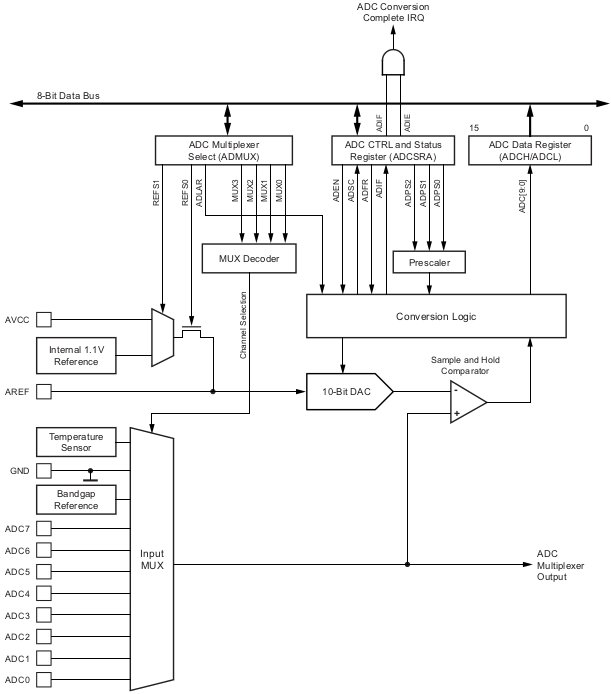 ADC Conversion
Complete IRQ
8-Bit Data Bus
ADIF
ADIE
15
0
ADC Multiplexer
Select (ADMUX)
ADC CTRL and Status
Register (ADCSRA)
ADC Data Register
(ADCH/ADCL)
REFS1
REFS0
ADLAR
MUX3
MUX2
MUX1
MUX0
ADEN
ADSC
ADFR
ADIF
ADPS2
ADPS1
ADPS0
ADC[9:0]
MUX Decoder
Prescaler
Channel Selection
Conversion Logic
AVCC
Internal 1.1V
Reference
AREF
Sample and Hold
Comparator
10-Bit DAC
-
+
Temperature
Sensor
GND
Bandgap
Reference
ADC7
ADC6
ADC5
ADC4
ADC3
ADC2
ADC1
ADC0
Input
MUX
ADC
Multiplexer
Output